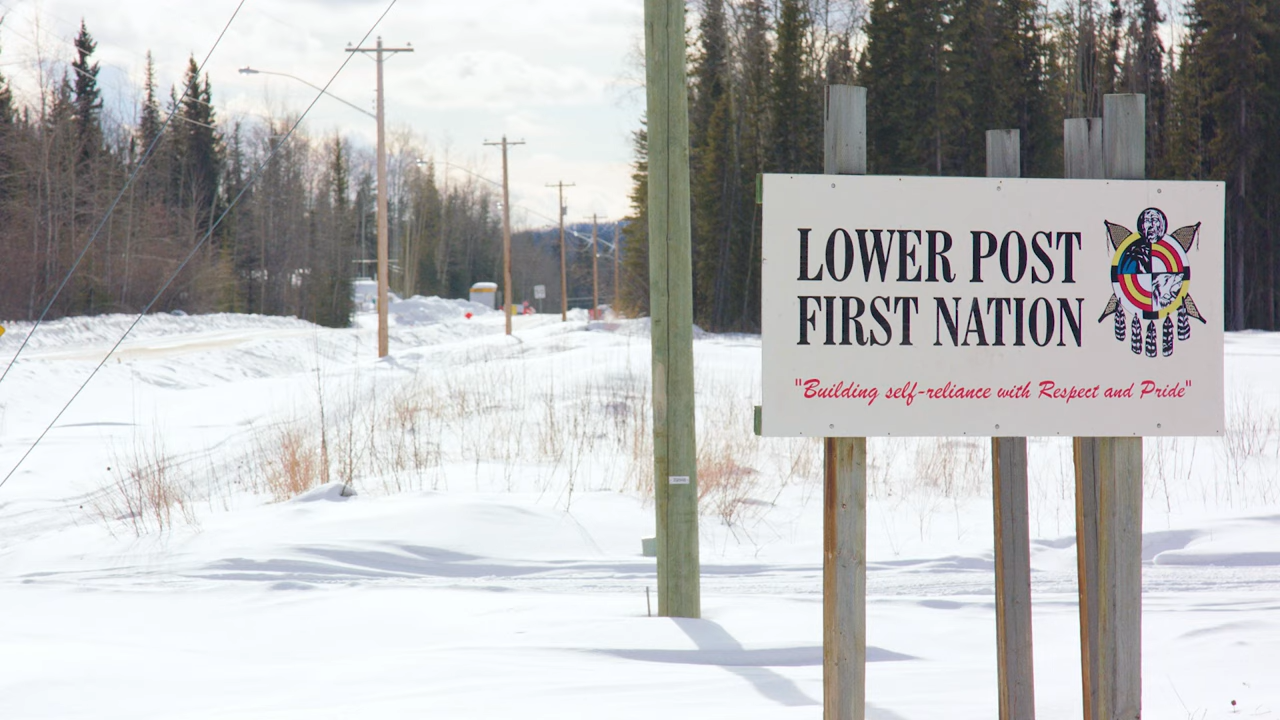 LOWER POST
FIRST NATION
"Building self-reliance with Respect and Pride"